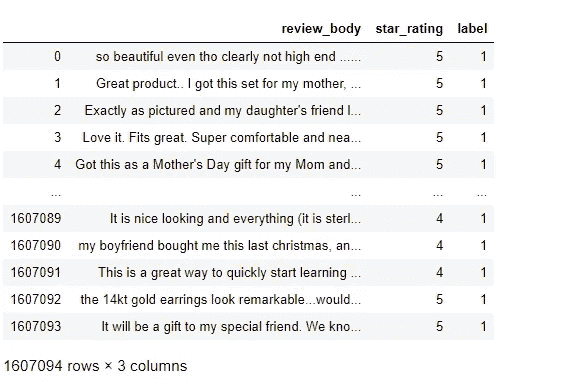 review_body star_rating label
0 so beautiful even tho clearly not high end ...... 5 1
1 Great product.. I got this set for my mother, ... 5 1
2 Exactly as pictured and my daughter's friend l... 5 1
3 Love it. Fits great. Super comfortable and nea... 5 1
4 Got this as a Mother's Day gift for my Mom and... 5 1
... ... ... ...
1607089 It is nice looking and everything (it is sterl... 4 1
1607090 my boyfriend bought me this last christmas, an... 4 1
1607091 This is a great way to quickly start learning ... 4 1
1607092 the 14kt gold earrings look remarkable...would... 5 1
1607093 It will be a gift to my special friend. We kno... 5 1
1607094 rows × 3 columns